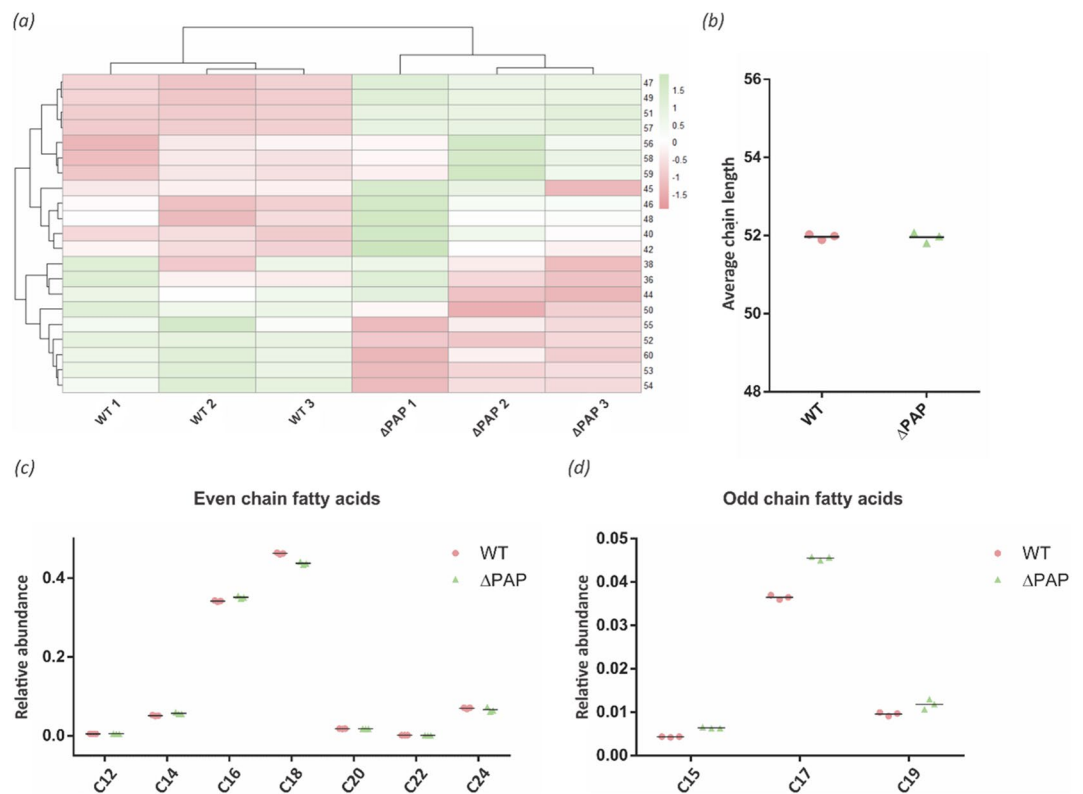 (a)
47
49
51
57
56
58
59
45
46
48
40
42
38
36
44
50
55
52
60
53
54
1.5
1
0.5
0
-0.5
-1
-1.5
WT 1
WT 2
WT 3
ΔPAP 1
ΔPAP 2
ΔPAP 3
(b)
Average chain length
56
54
52
50
48
WT
ΔPAP
(c)
Even chain fatty acids
Relative abundance
0.4
0.2
0.0
C12
C14
C16
C18
C20
C22
C24
WT
ΔPAP
(d)
Odd chain fatty acids
Relative abundance
0.05
0.04
0.03
0.02
0.01
0.00
C15
C17
C19
WT
ΔPAP